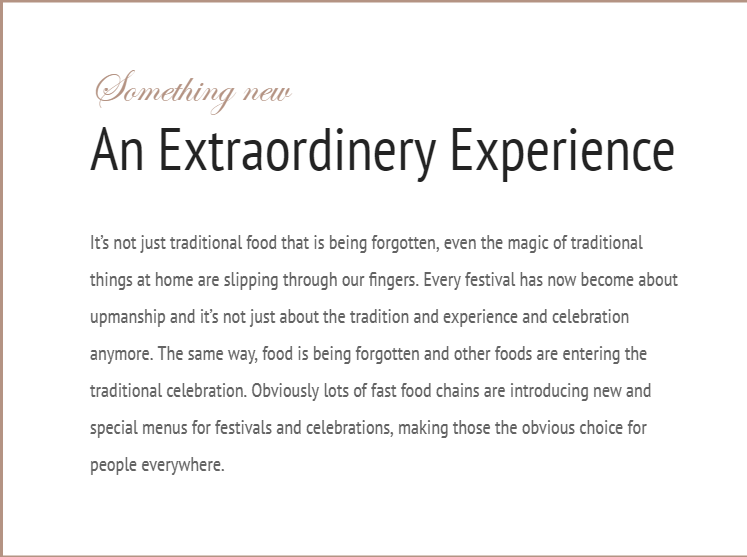 Something new
An Extraordinery Experience
It’s not just traditional food that is being forgotten, even the magic of traditional
things at home are slipping through our fingers. Every festival has now become about
upmanship and it’s not just about the tradition and experience and celebration
anymore. The same way, food is being forgotten and other foods are entering the
traditional celebration. Obviously lots of fast food chains are introducing new and
special menus for festivals and celebrations, making those the obvious choice for
people everywhere.